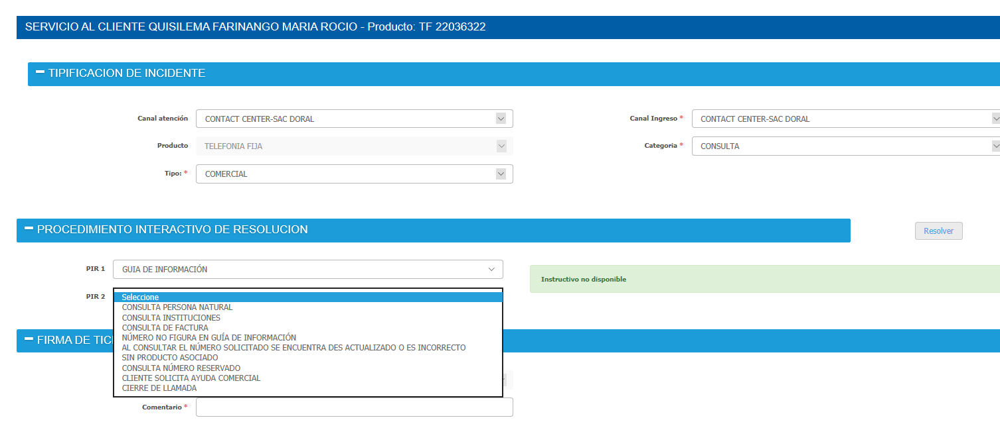 SERVICIO AL CLIENTE QUISILEMA FARINANGO MARIA ROCIO - Producto: TF 22036322
TIPIFICACION DE INCIDENTE
Canal atención CONTACT CENTER-SAC DORAL Canal Ingreso * CONTACT CENTER-SAC DORAL
Producto TELEFONIA FIJA Categoria * CONSULTA
Tipo: * COMERCIAL
PROCEDIMIENTO INTERACTIVO DE RESOLUCION Resolver
PIR 1 GUIA DE INFORMACIÓN
Instructivo no disponible
PIR 2 Seleccione
CONSULTA PERSONA NATURAL
CONSULTA INSTITUCIONES
CONSULTA DE FACTURA
NÚMERO NO FIGURA EN GUÍA DE INFORMACIÓN
AL CONSULTAR EL NÚMERO SOLICITADO SE ENCUENTRA DES ACTUALIZADO O ES INCORRECTO
SIN PRODUCTO ASOCIADO
CONSULTA NÚMERO RESERVADO
CLIENTE SOLICITA AYUDA COMERCIAL
CIERRE DE LLAMADA
FIRMA DE TIC
Comentario *